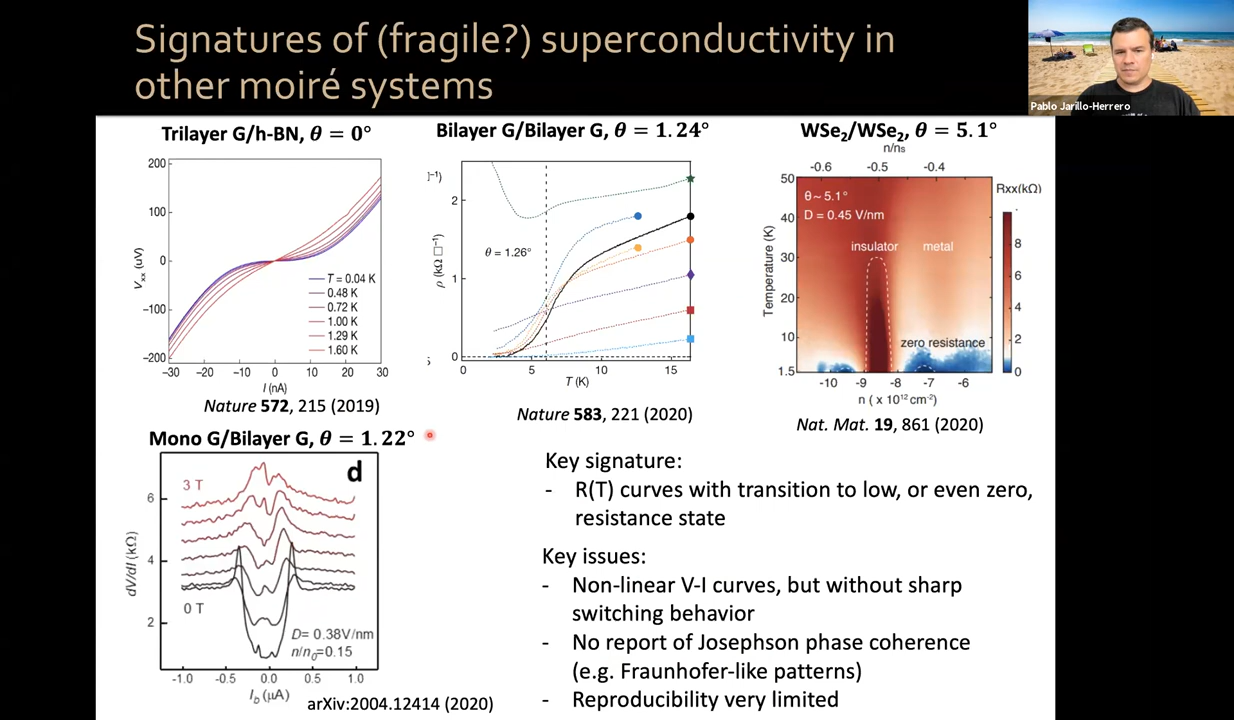 Signatures of (fragile?) superconductivity in
other moiré systems
Pablo Jarillo-Herrero
Trilayer G/h-BN, θ = 0°
200
100
0
−100
−200
V_xx (uV)
T = 0.04 K
0.48 K
0.72 K
1.00 K
1.29 K
1.60 K
−30 −20 −10 0 10 20 30
I (nA)
Nature 572, 215 (2019)
Bilayer G/Bilayer G, θ = 1.24°
]⁻¹)
2
1
0
ρ (kΩ □⁻¹)
θ = 1.26°
0 5 10 15
T (K)
Nature 583, 221 (2020)
WSe₂/WSe₂, θ = 5.1°
n/nₛ
-0.6 -0.5 -0.4
50
40
30
20
10
1.5
Temperature (K)
θ~ 5.1°
D = 0.45 V/nm
insulator metal
zero resistance
Rxx(kΩ)
8
6
4
2
0
-10 -9 -8 -7 -6
n ( x 10¹²cm⁻²)
Nat. Mat. 19, 861 (2020)
Mono G/Bilayer G, θ = 1.22°
d
6
4
2
dV/dI (kΩ)
3 T
0 T
D= 0.38V/nm
n/n₀=0.15
-1.0 -0.5 0.0 0.5 1.0
I_b (μA)
arXiv:2004.12414 (2020)
Key signature:
- R(T) curves with transition to low, or even zero,
resistance state
Key issues:
- Non-linear V-I curves, but without sharp
switching behavior
- No report of Josephson phase coherence
(e.g. Fraunhofer-like patterns)
- Reproducibility very limited